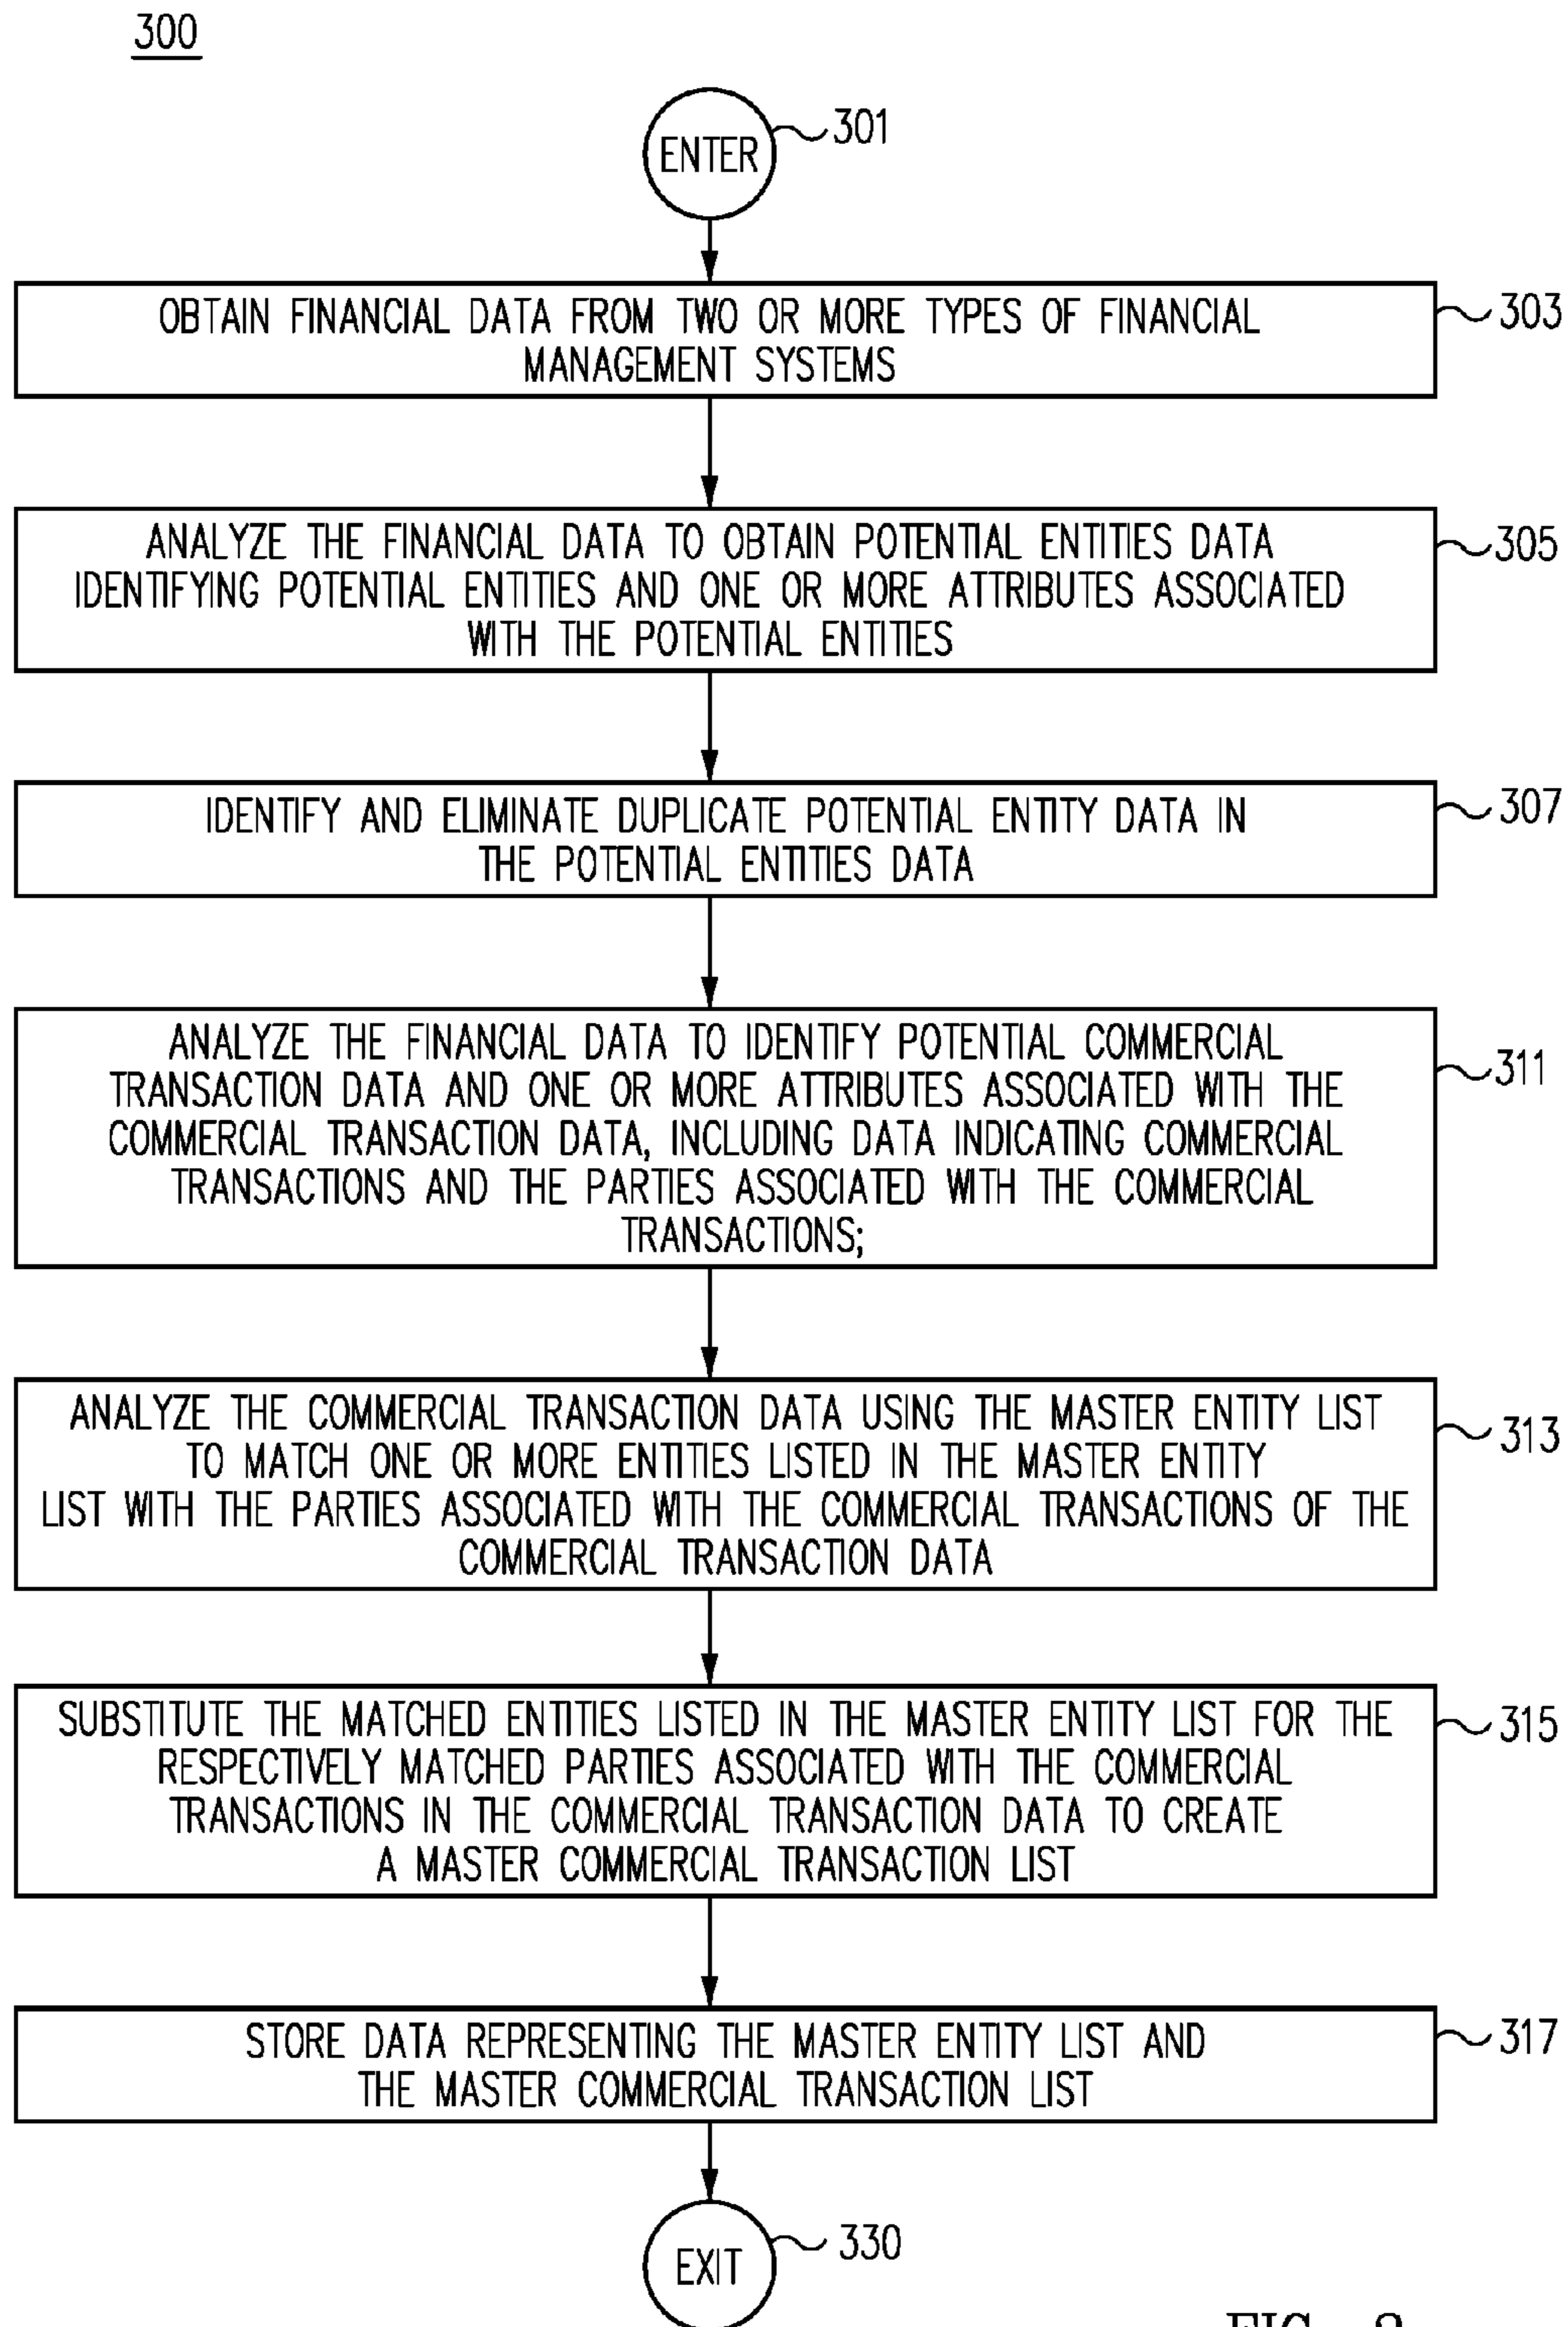 300
ENTER
301
OBTAIN FINANCIAL DATA FROM TWO OR MORE TYPES OF FINANCIAL
MANAGEMENT SYSTEMS
303
ANALYZE THE FINANCIAL DATA TO OBTAIN POTENTIAL ENTITIES DATA
IDENTIFYING POTENTIAL ENTITIES AND ONE OR MORE ATTRIBUTES ASSOCIATED
WITH THE POTENTIAL ENTITIES
305
IDENTIFY AND ELIMINATE DUPLICATE POTENTIAL ENTITY DATA IN
THE POTENTIAL ENTITIES DATA
307
ANALYZE THE FINANCIAL DATA TO IDENTIFY POTENTIAL COMMERCIAL
TRANSACTION DATA AND ONE OR MORE ATTRIBUTES ASSOCIATED WITH THE
COMMERCIAL TRANSACTION DATA, INCLUDING DATA INDICATING COMMERCIAL
TRANSACTIONS AND THE PARTIES ASSOCIATED WITH THE COMMERCIAL
TRANSACTIONS;
311
ANALYZE THE COMMERCIAL TRANSACTION DATA USING THE MASTER ENTITY LIST
TO MATCH ONE OR MORE ENTITIES LISTED IN THE MASTER ENTITY
LIST WITH THE PARTIES ASSOCIATED WITH THE COMMERCIAL TRANSACTIONS OF THE
COMMERCIAL TRANSACTION DATA
313
SUBSTITUTE THE MATCHED ENTITIES LISTED IN THE MASTER ENTITY LIST FOR THE
RESPECTIVELY MATCHED PARTIES ASSOCIATED WITH THE COMMERCIAL
TRANSACTIONS IN THE COMMERCIAL TRANSACTION DATA TO CREATE
A MASTER COMMERCIAL TRANSACTION LIST
315
STORE DATA REPRESENTING THE MASTER ENTITY LIST AND
THE MASTER COMMERCIAL TRANSACTION LIST
317
EXIT
330
FIG.